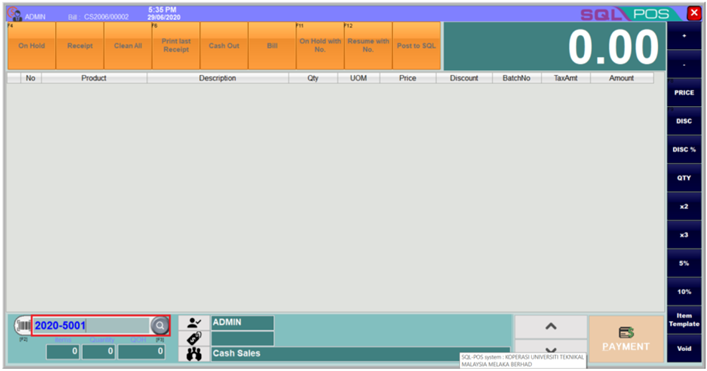 ADMIN Bill : CS2006/00002 5:35 PM
29/06/2020
SQL POS
F4 F6 F11 F12
On Hold Receipt Clean All Print last Receipt Cash Out Bill On Hold with No. Resume with No. Post to SQL
0.00
+
-
No Product Description Qty UOM Price Discount BatchNo TaxAmt Amount
PRICE
DISC
DISC %
QTY
x2
x3
5%
10%
Item
Template
Void
2020-5001
ADMIN
Items Quantity QOH
0 0 0
Cash Sales
PAYMENT
SQL-POS system : KOPERASI UNIVERSITI TEKNIKAL
MALAYSIA MELAKA BERHAD